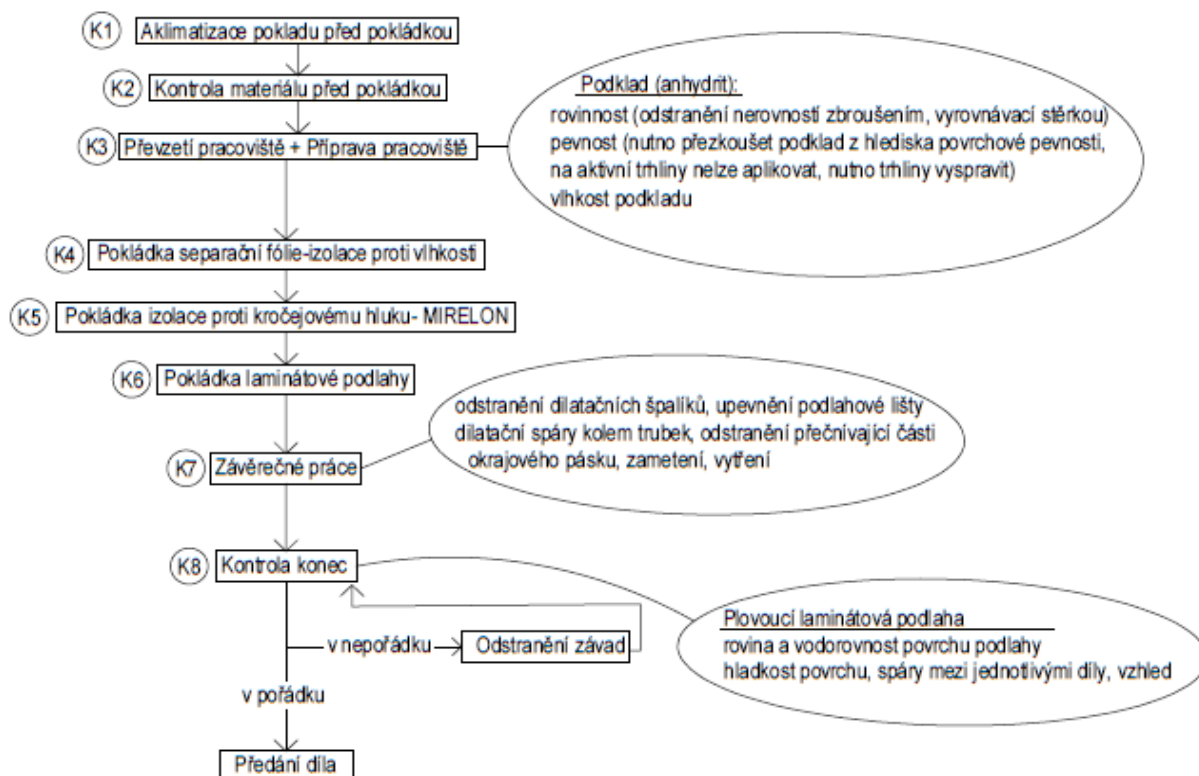 K1
Aklimatizace pokladu před pokládkou
K2
Kontrola materiálu před pokládkou
K3
Převzetí pracoviště + Příprava pracoviště
Podklad (anhydrit):
rovinnost (odstranění nerovností zbroušením, vyrovnávací stěrkou)
pevnost (nutno přezkoušet podklad z hlediska povrchové pevnosti,
na aktivní trhliny nelze aplikovat, nutno trhliny vyspravit)
vlhkost podkladu
K4
Pokládka separační fólie-izolace proti vlhkosti
K5
Pokládka izolace proti kročejovému hluku- MIRELON
K6
Pokládka laminátové podlahy
K7
Závěrečné práce
odstranění dilatačních špalíků, upevnění podlahové lišty
dilatační spáry kolem trubek, odstranění přečnívající části
okrajového pásku, zametení, vytření
K8
Kontrola konec
Plovoucí laminátová podlaha
rovina a vodorovnost povrchu podlahy
hladkost povrchu, spáry mezi jednotlivými díly, vzhled
v nepořádku
Odstranění závad
v pořádku
Předání díla